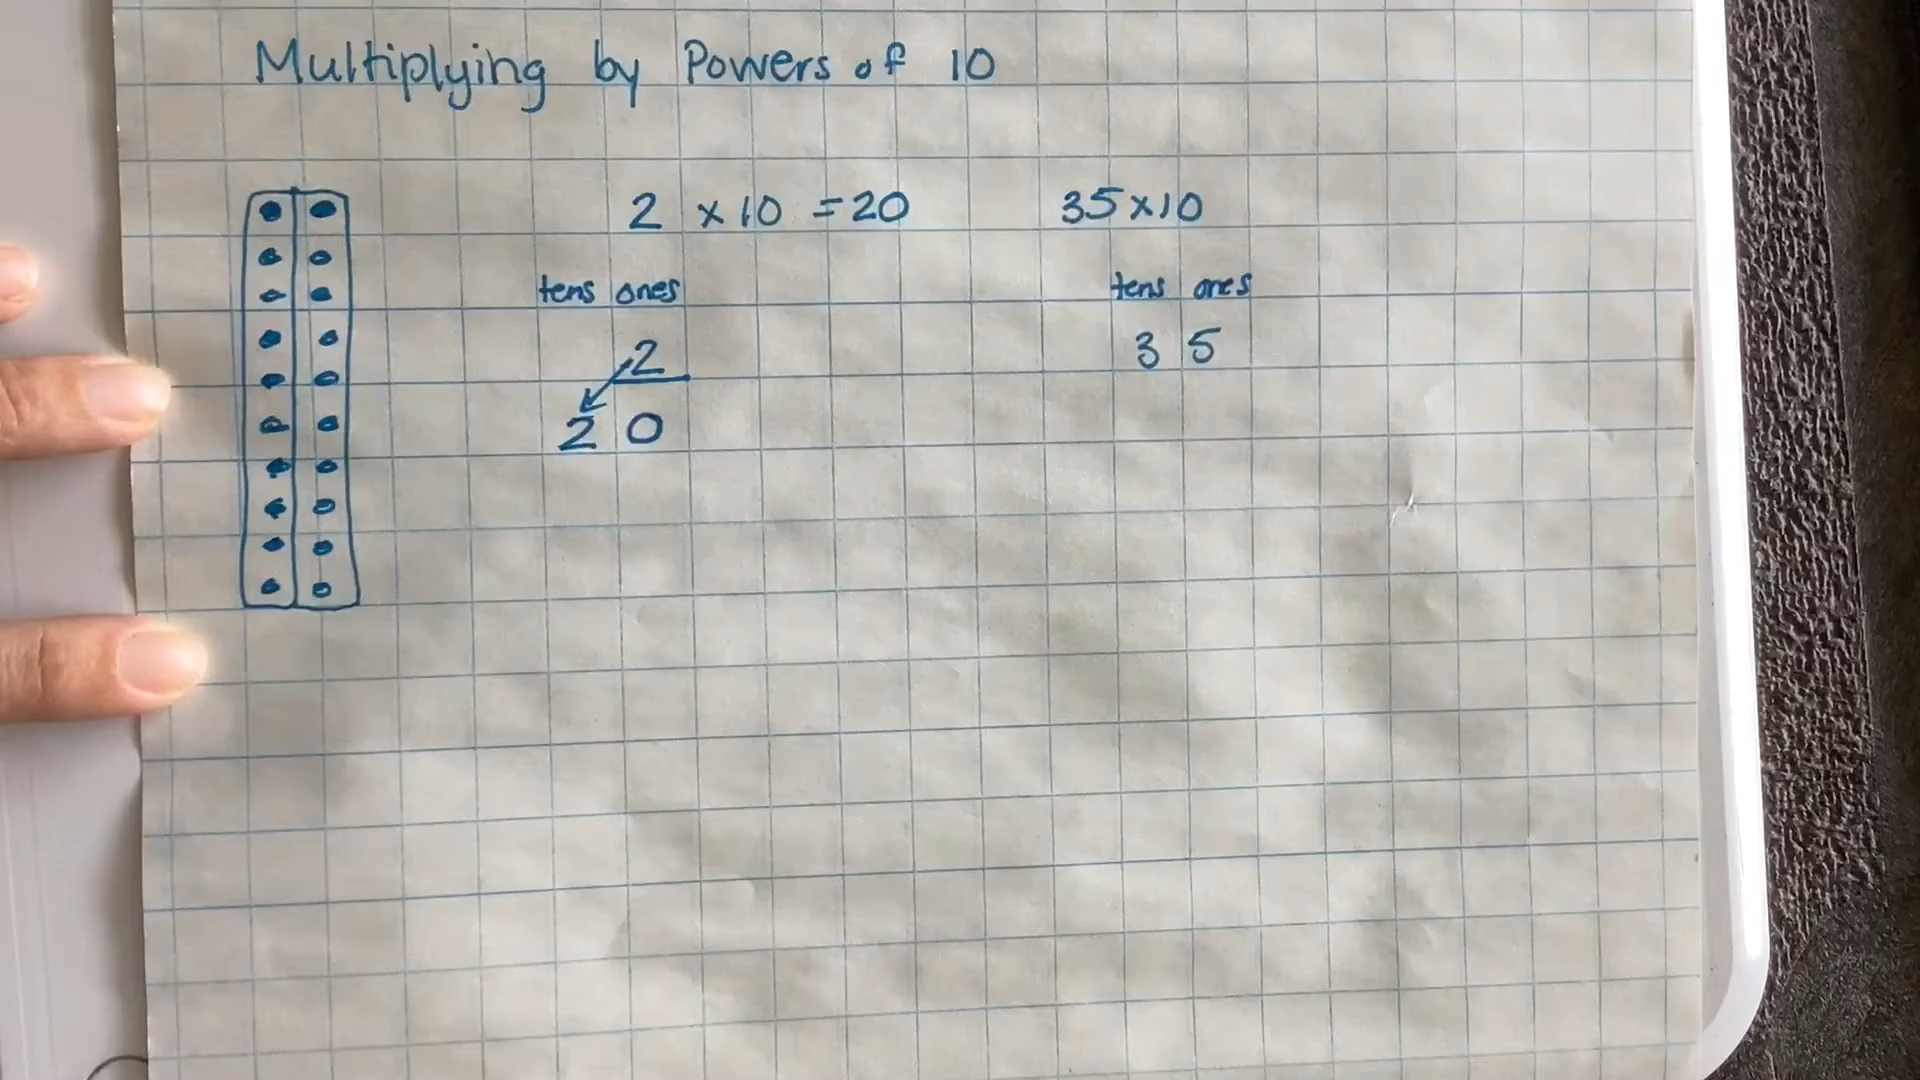 Multiplying by Powers of 10
2 × 10 = 20
35 × 10
tens ones
tens ones
2
3 5
2 0